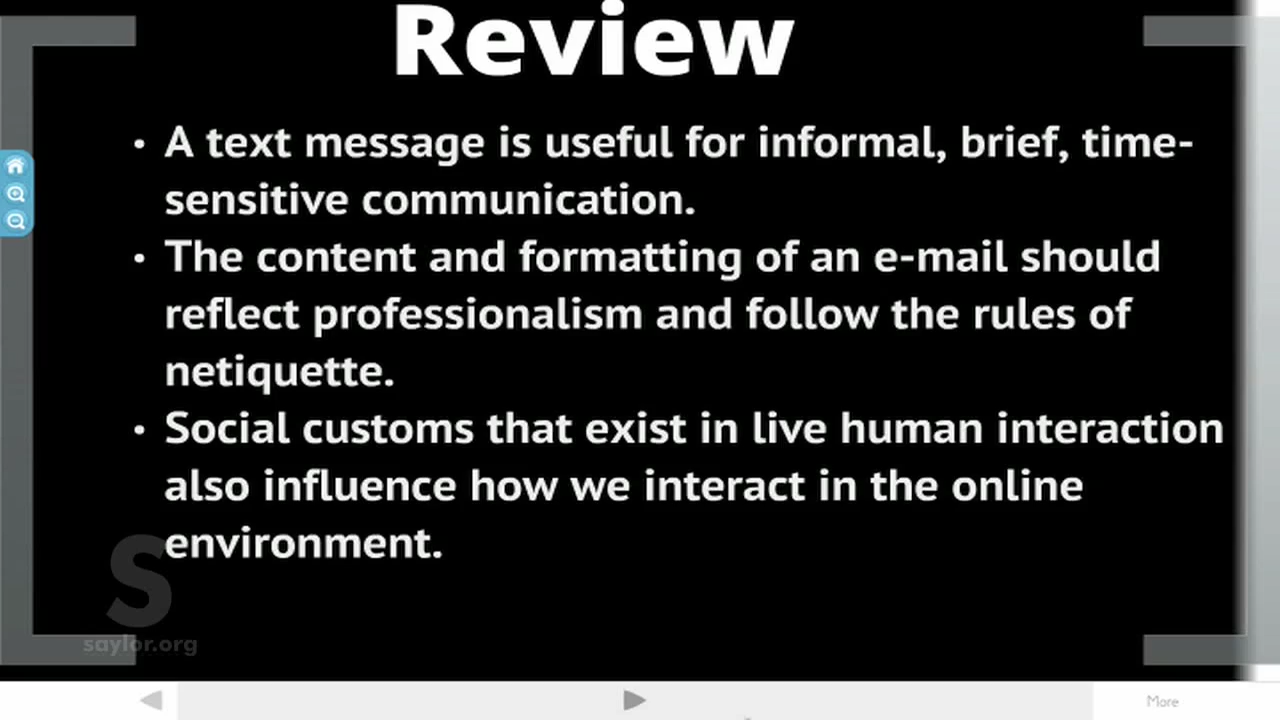 Review
• A text message is useful for informal, brief, time-
sensitive communication.
• The content and formatting of an e-mail should
reflect professionalism and follow the rules of
netiquette.
• Social customs that exist in live human interaction
also influence how we interact in the online
environment.
S
saylor.org
More